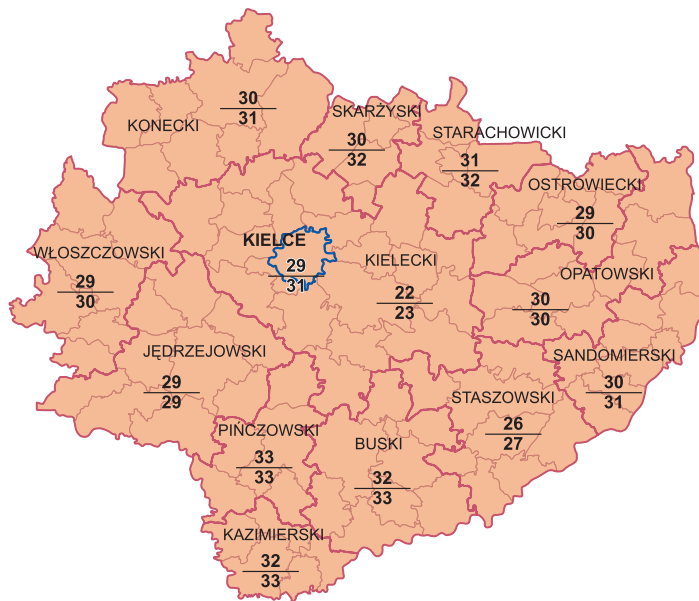 30
31
KONECKI
SKARŻYSKI
30
32
STARACHOWICKI
31
32
OSTROWIECKI
29
30
KIELCE
29
31
WŁOSZCZOWSKI
29
30
KIELECKI
22
23
OPATOWSKI
30
30
JĘDRZEJOWSKI
29
29
SANDOMIERSKI
30
31
STASZOWSKI
26
27
PIŃCZOWSKI
33
33
BUSKI
32
33
KAZIMIERSKI
32
33